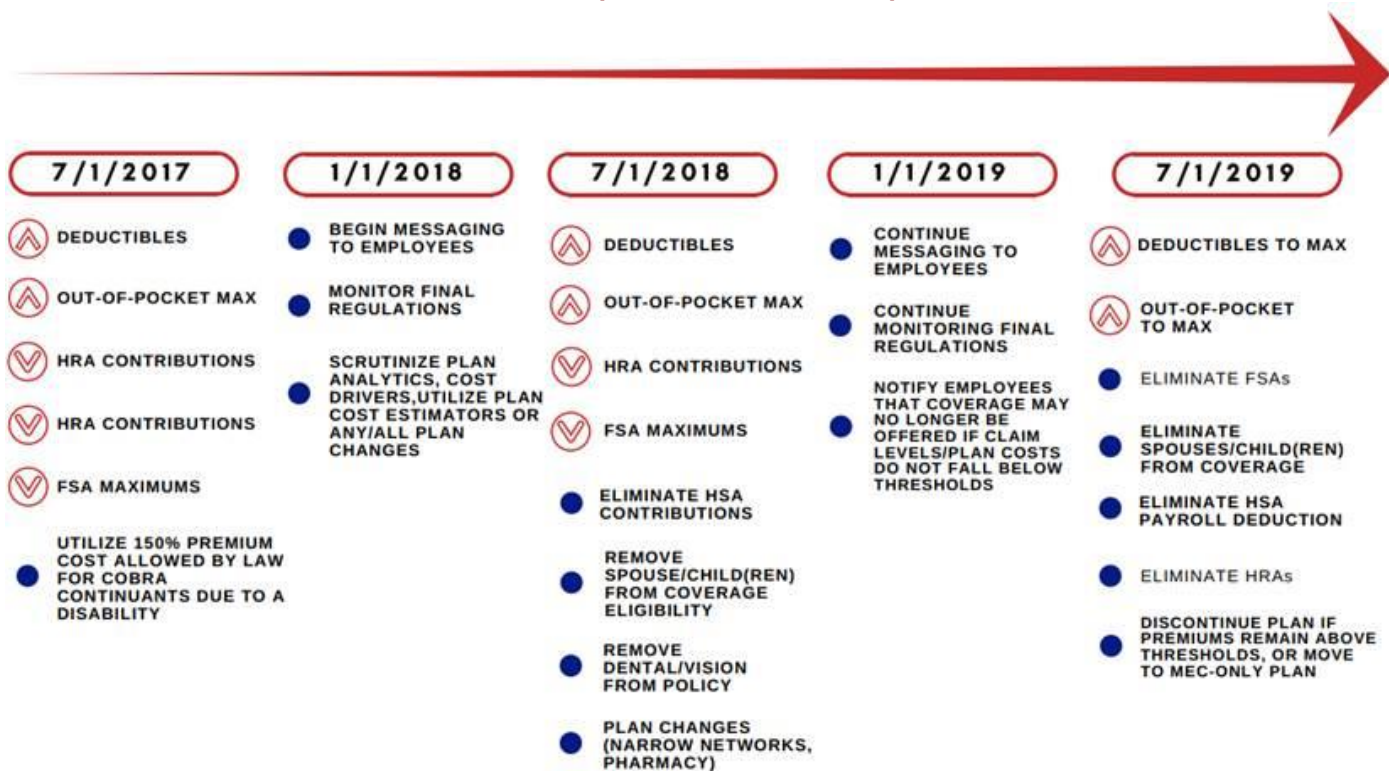 7/1/2017
DEDUCTIBLES
OUT-OF-POCKET MAX
HRA CONTRIBUTIONS
HRA CONTRIBUTIONS
FSA MAXIMUMS
UTILIZE 150% PREMIUM
COST ALLOWED BY LAW
FOR COBRA
CONTINUANTS DUE TO A
DISABILITY
1/1/2018
BEGIN MESSAGING
TO EMPLOYEES
MONITOR FINAL
REGULATIONS
SCRUTINIZE PLAN
ANALYTICS, COST
DRIVERS,UTILIZE PLAN
COST ESTIMATORS OR
ANY/ALL PLAN
CHANGES
7/1/2018
DEDUCTIBLES
OUT-OF-POCKET MAX
HRA CONTRIBUTIONS
FSA MAXIMUMS
ELIMINATE HSA
CONTRIBUTIONS
REMOVE
SPOUSE/CHILD(REN)
FROM COVERAGE
ELIGIBILITY
REMOVE
DENTAL/VISION
FROM POLICY
PLAN CHANGES
(NARROW NETWORKS,
PHARMACY)
1/1/2019
CONTINUE
MESSAGING TO
EMPLOYEES
CONTINUE
MONITORING FINAL
REGULATIONS
NOTIFY EMPLOYEES
THAT COVERAGE MAY
NO LONGER BE
OFFERED IF CLAIM
LEVELS/PLAN COSTS
DO NOT FALL BELOW
THRESHOLDS
7/1/2019
DEDUCTIBLES TO MAX
OUT-OF-POCKET
TO MAX
ELIMINATE FSAs
ELIMINATE
SPOUSES/CHILD(REN)
FROM COVERAGE
ELIMINATE HSA
PAYROLL DEDUCTION
ELIMINATE HRAs
DISCONTINUE PLAN IF
PREMIUMS REMAIN ABOVE
THRESHOLDS, OR MOVE
TO MEC-ONLY PLAN